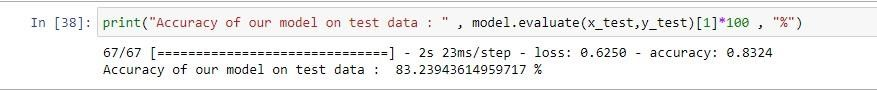 In [38]: print("Accuracy of our model on test data : " , model.evaluate(x_test,y_test)[1]*100 , "%")
67/67 [==============================] - 2s 23ms/step - loss: 0.6250 - accuracy: 0.8324
Accuracy of our model on test data :  83.23943614959717 %